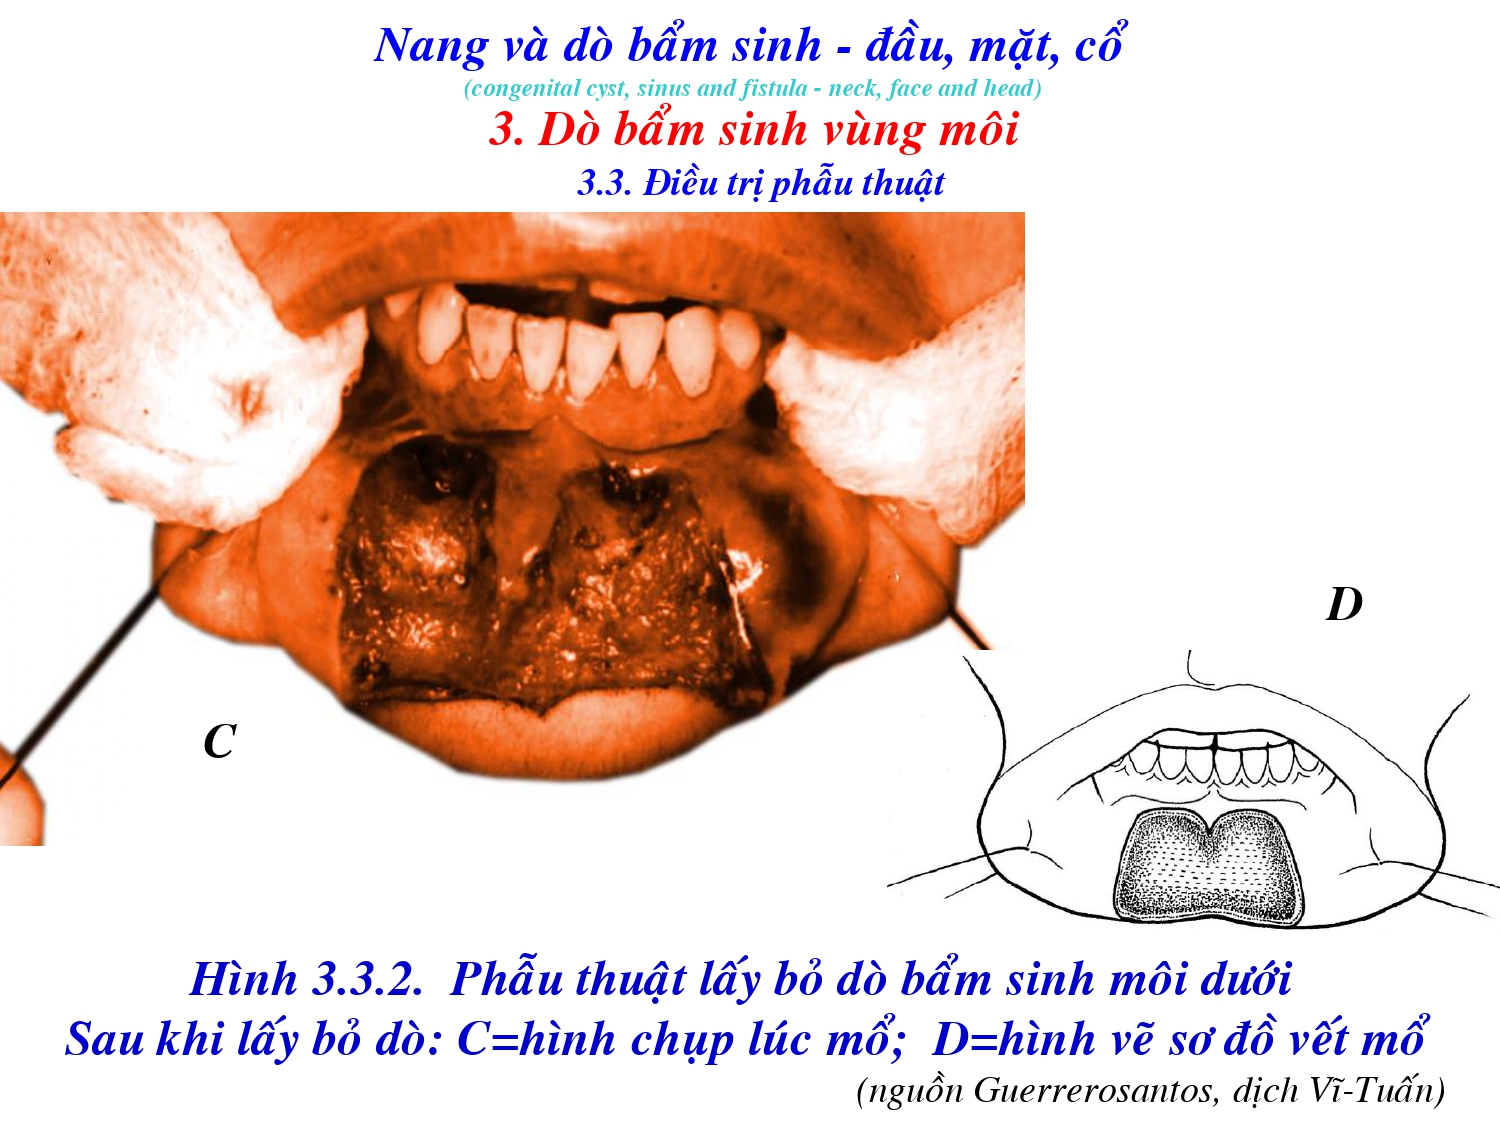 Nang và dò bẩm sinh - đầu, mặt, cổ
(congenital cyst, sinus and fistula - neck, face and head)
3. Dò bẩm sinh vùng môi
3.3. Điều trị phẫu thuật
D
C
Hình 3.3.2. Phẫu thuật lấy bỏ dò bẩm sinh môi dưới
Sau khi lấy bỏ dò: C=hình chụp lúc mổ; D=hình vẽ sơ đồ vết mổ
(nguồn Guerrerosantos, dịch Vĩ-Tuấn)